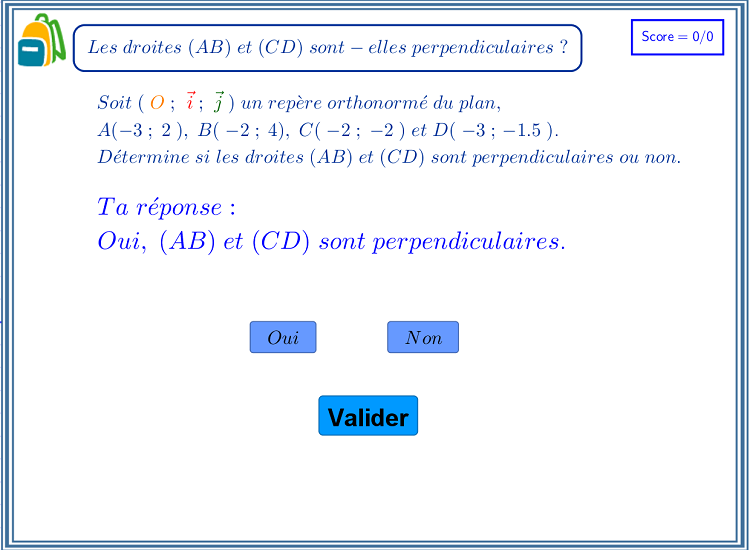 Les droites (AB) et (CD) sont – elles perpendiculaires ?
Score = 0/0
Soit ( O ; i⃗ ; j⃗ ) un repère orthonormé du plan,
A(−3 ; 2 ), B( −2 ; 4), C( −2 ; −2 ) et D( −3 ; −1.5 ).
Détermine si les droites (AB) et (CD) sont perpendiculaires ou non.
Ta réponse :
Oui, (AB) et (CD) sont perpendiculaires.
Oui
Non
Valider